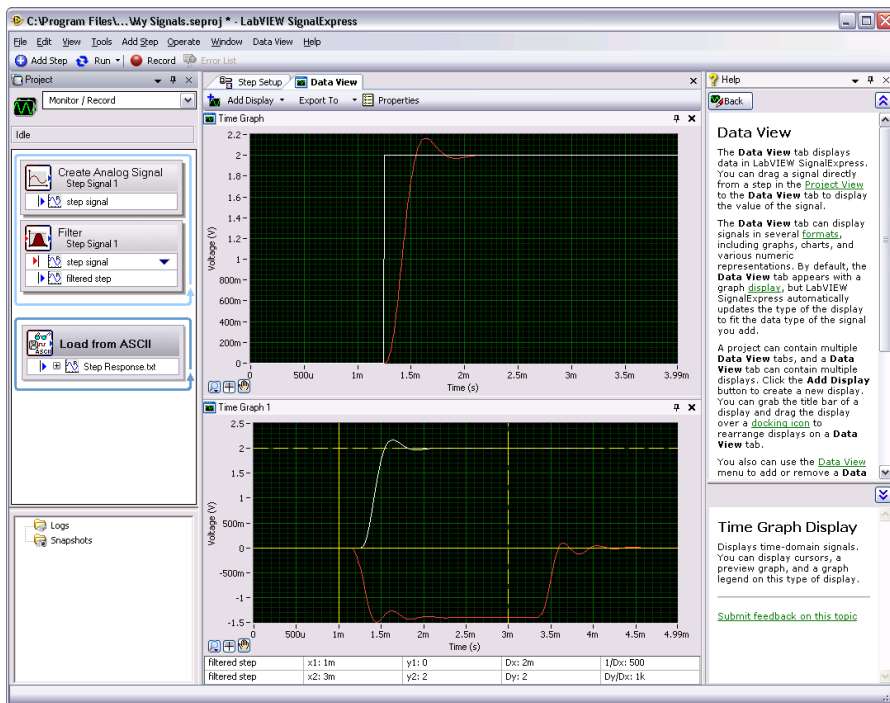 C:\Program Files\...\My Signals.seproj * - LabVIEW SignalExpress
File Edit View Tools Add Step Operate Window Data View Help
Add Step Run Record Error List
Project
Monitor / Record
Idle
Create Analog Signal
Step Signal 1
step signal
Filter
Step Signal 1
step signal
filtered step
Load from ASCII
ASCII
Step Response.txt
Logs
Snapshots
Step Setup Data View
Add Display Export To Properties
Time Graph
Voltage (V)
2.2
2
1.8
1.6
1.4
1.2
1
800m
600m
400m
200m
0
0 500u 1m 1.5m 2m 2.5m 3m 3.5m 3.99m
Time (s)
Time Graph 1
Voltage (V)
2.5
2
1.5
1
500m
0
-500m
-1
-1.5
0 500u 1m 1.5m 2m 2.5m 3m 3.5m 4m 4.5m 4.99m
Time (s)
filtered step x1: 1m y1: 0 Dx: 2m 1/Dx: 500
filtered step x2: 3m y2: 2 Dy: 2 Dy/Dx: 1k
Help
Back
Data View
The Data View tab displays
data in LabVIEW SignalExpress.
You can drag a signal directly
from a step in the Project View
to the Data View tab to display
the value of the signal.
The Data View tab can display
signals in several formats,
including graphs, charts, and
various numeric
representations. By default, the
Data View tab appears with a
graph display, but LabVIEW
SignalExpress automatically
updates the type of the display
to fit the data type of the signal
you add.
A project can contain multiple
Data View tabs, and a Data
View tab can contain multiple
displays. Click the Add Display
button to create a new display.
You can grab the title bar of a
display and drag the display
over a docking icon to
rearrange displays on a Data
View tab.
You also can use the Data View
menu to add or remove a Data
Time Graph Display
Displays time-domain signals.
You can display cursors, a
preview graph, and a graph
legend on this type of display.
Submit feedback on this topic